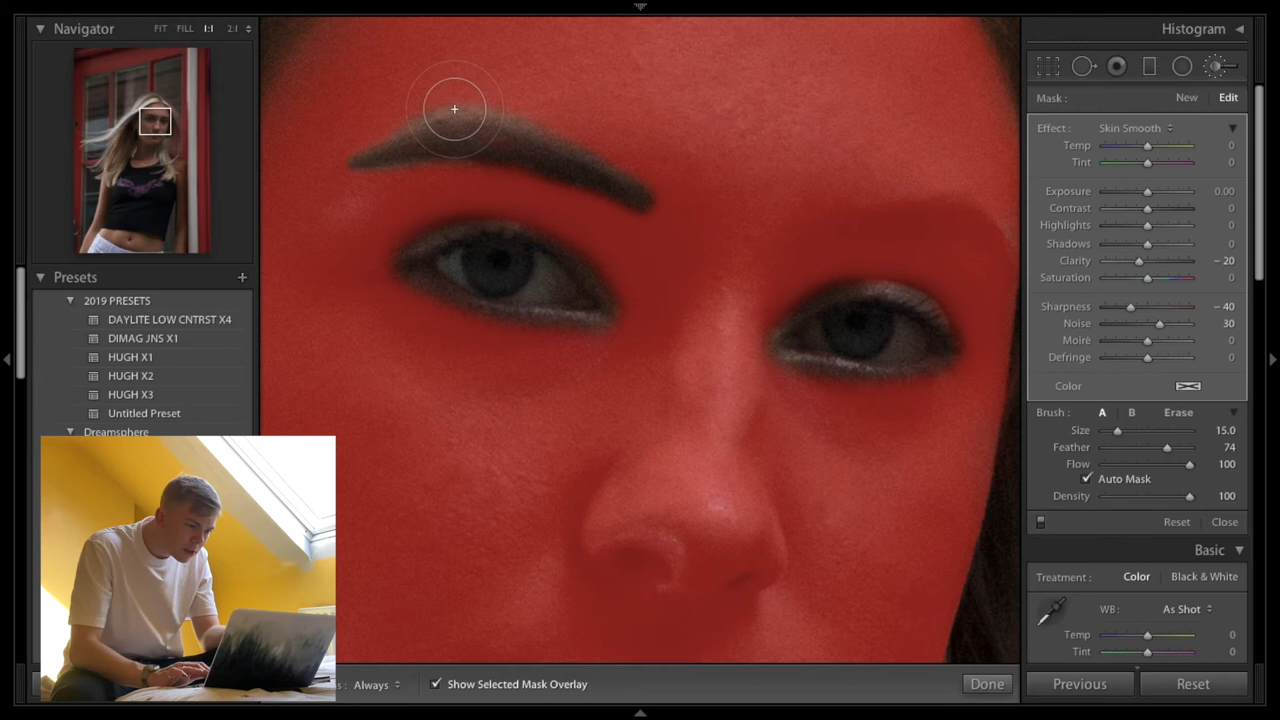 Navigator
FIT FILL 1:1 2:1
Presets +
2019 PRESETS
DAYLITE LOW CNTRST X4
DIMAG JNS X1
HUGH X1
HUGH X2
HUGH X3
Untitled Preset
Dreamsphere
Always
Show Selected Mask Overlay
Done
Histogram
Mask : New Edit
Effect : Skin Smooth
Temp 0
Tint 0
Exposure 0.00
Contrast 0
Highlights 0
Shadows 0
Clarity – 20
Saturation 0
Sharpness – 40
Noise 30
Moire 0
Defringe 0
Color
Brush : A B Erase
Size 15.0
Feather 74
Flow 100
Auto Mask
Density 100
Reset Close
Basic
Treatment : Color Black & White
WB: As Shot
Temp 0
Tint 0
Previous Reset